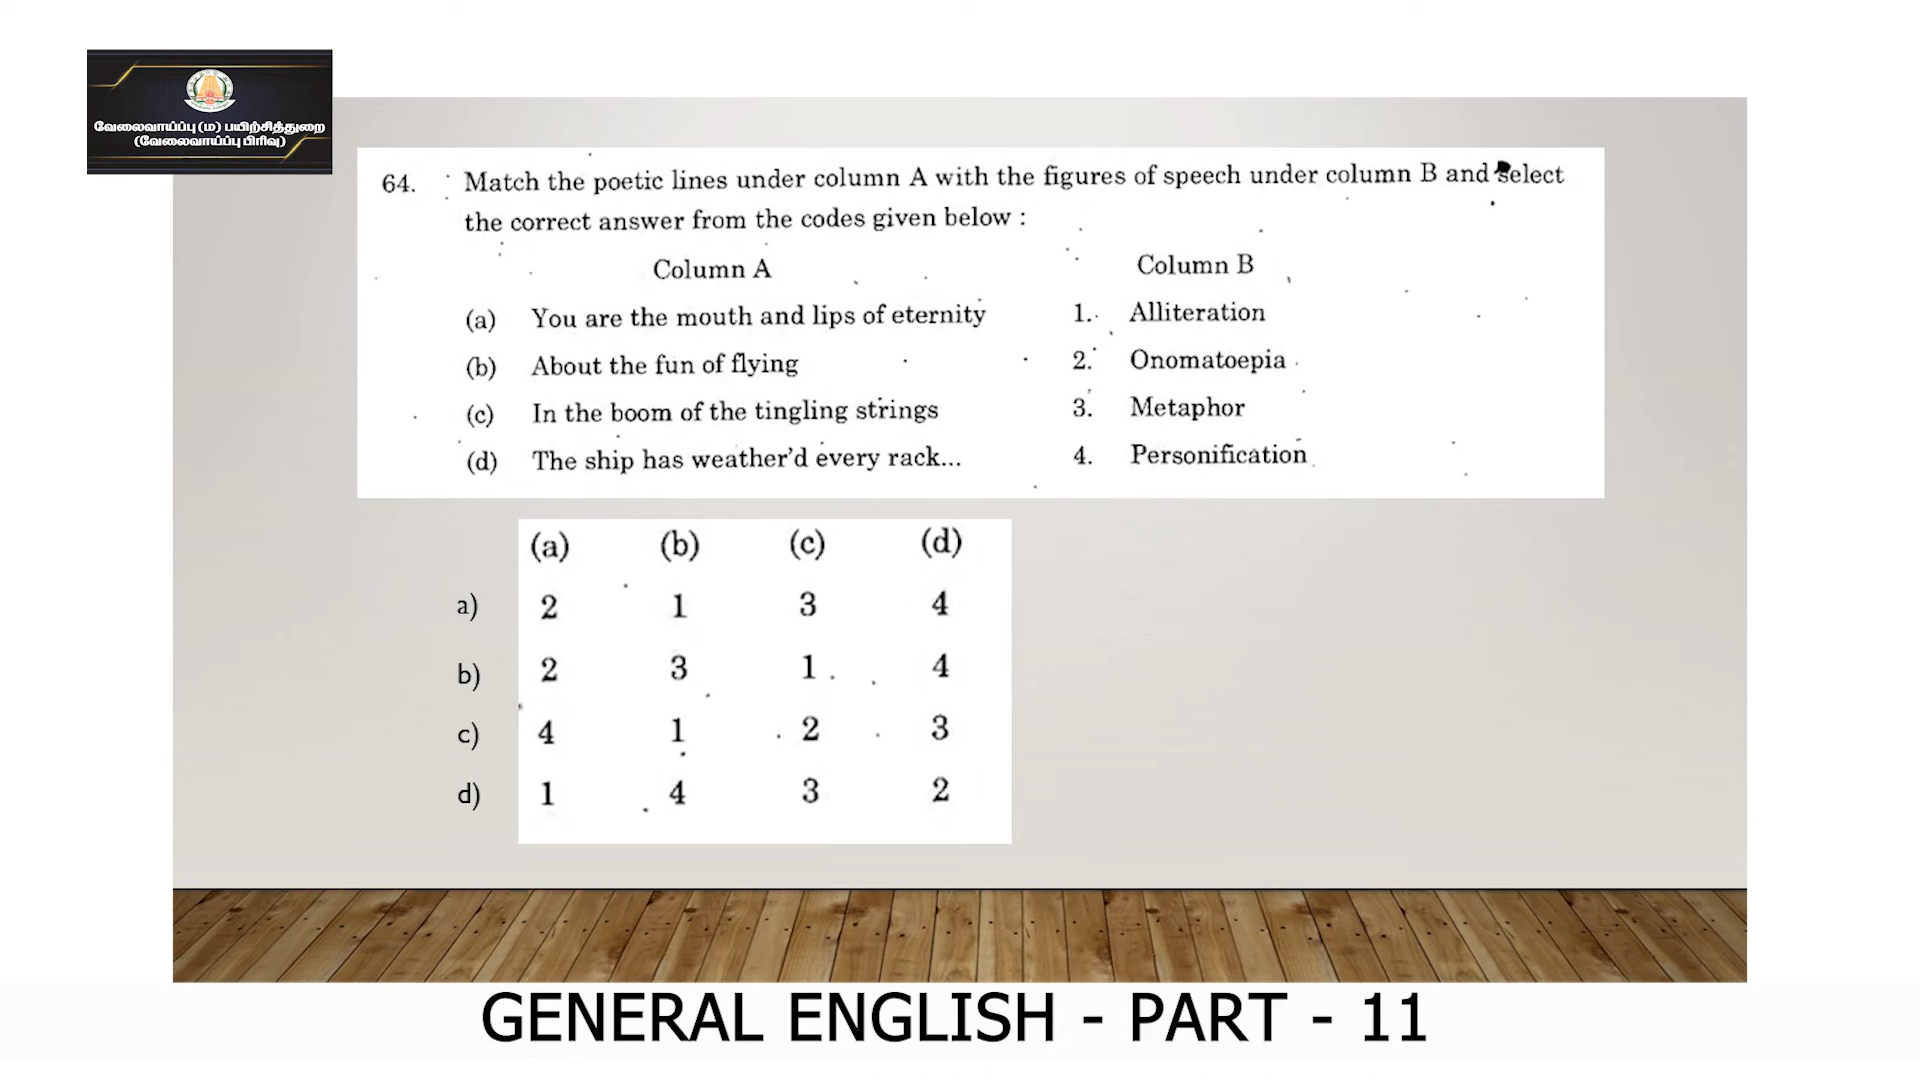 வேலைவாய்ப்பு (ம) பயிற்சித்துறை
(வேலைவாய்ப்பு பிரிவு)
64. Match the poetic lines under column A with the figures of speech under column B and select
the correct answer from the codes given below :
Column A Column B
(a) You are the mouth and lips of eternity 1. Alliteration
(b) About the fun of flying 2. Onomatoepia
(c) In the boom of the tingling strings 3. Metaphor
(d) The ship has weather'd every rack... 4. Personification
(a) (b) (c) (d)
a) 2 1 3 4
b) 2 3 1 4
c) 4 1 2 3
d) 1 4 3 2
GENERAL ENGLISH - PART - 11